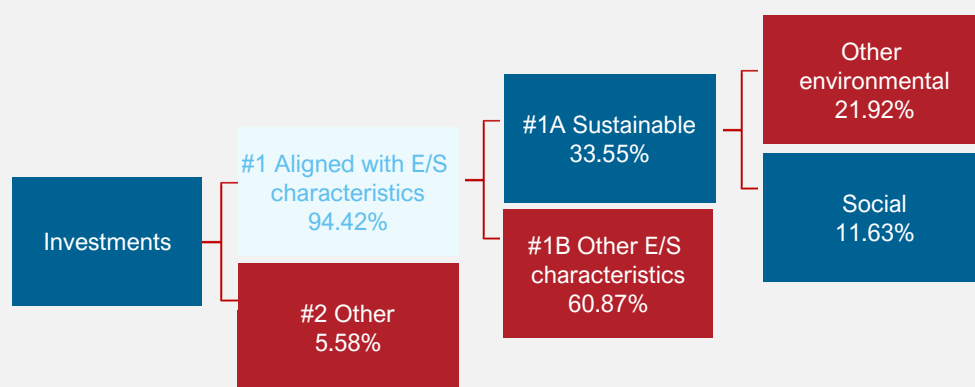 Investments
#1 Aligned with E/S
characteristics
94.42%
#2 Other
5.58%
#1A Sustainable
33.55%
#1B Other E/S
characteristics
60.87%
Other
environmental
21.92%
Social
11.63%